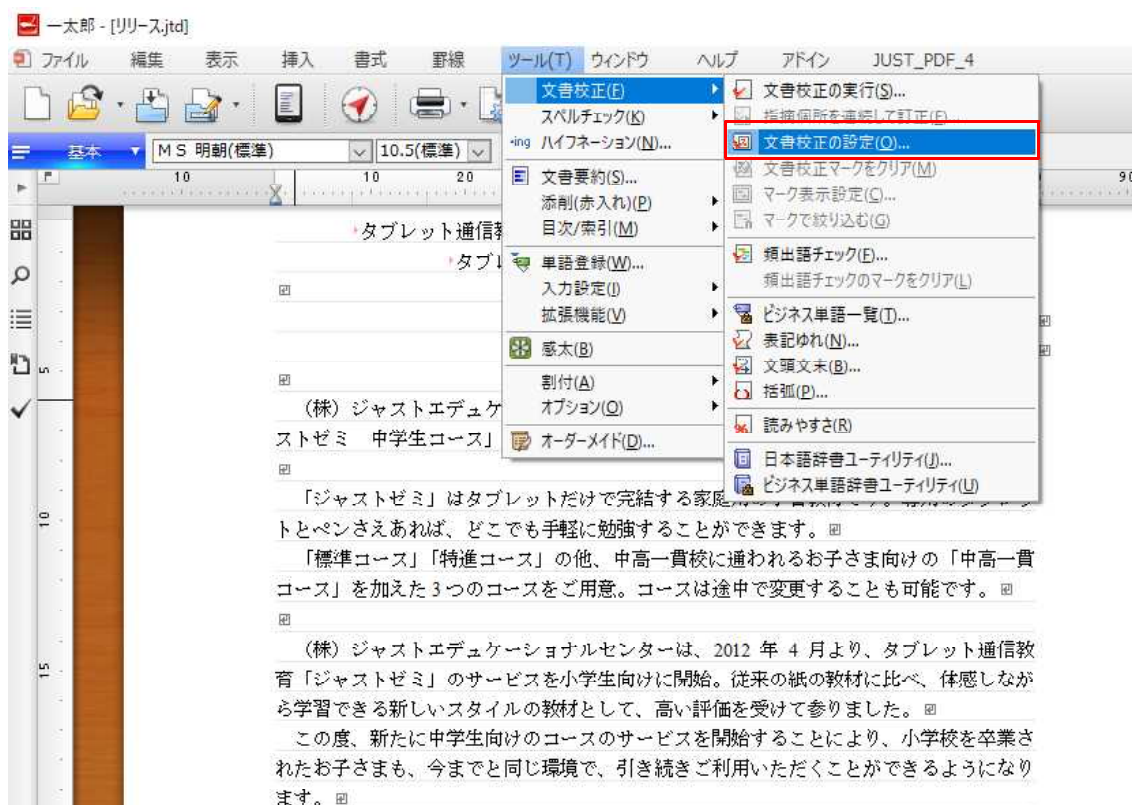 一太郎 - [リリース.jtd]
ファイル 編集 表示 挿入 書式 罫線 ツール(T) ウィンドウ ヘルプ アドイン JUST_PDF_4
基本 ＭＳ 明朝(標準) 10.5(標準)
10 10 20 90
文書校正(F)
スペルチェック(K)
ハイフネーション(N)...
文書要約(S)...
添削(赤入れ)(P)
目次/索引(M)
単語登録(W)...
入力設定(I)
拡張機能(V)
感太(B)
割付(A)
オプション(O)
オーダーメイド(D)...
文書校正の実行(S)...
指摘個所を連続して訂正(E)...
文書校正の設定(O)...
文書校正マークをクリア(M)
マーク表示設定(C)...
マークで絞り込む(G)
頻出語チェック(F)...
頻出語チェックのマークをクリア(L)
ビジネス単語一覧(T)...
表記ゆれ(N)...
文頭文末(B)...
括弧(P)...
読みやすさ(R)
日本語辞書ユーティリティ(J)...
ビジネス単語辞書ユーティリティ(U)
タブレット通信
タブ
5
（株）ジャストエデュケ
ストゼミ 中学生コース」
「ジャストゼミ」はタブレットだけで完結する家庭
トとペンさえあれば、どこでも手軽に勉強することができます。
10
「標準コース」「特進コース」の他、中高一貫校に通われるお子さま向けの「中高一貫
コース」を加えた3つのコースをご用意。コースは途中で変更することも可能です。
（株）ジャストエデュケーショナルセンターは、2012 年 4 月より、タブレット通信教
15
育「ジャストゼミ」のサービスを小学生向けに開始。従来の紙の教材に比べ、体感しなが
ら学習できる新しいスタイルの教材として、高い評価を受けて参りました。
この度、新たに中学生向けのコースのサービスを開始することにより、小学校を卒業さ
れたお子さまも、今までと同じ環境で、引き続きご利用いただくことができるようになり
ます。